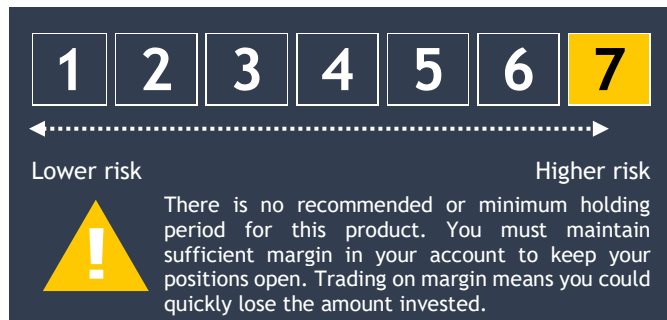 1 2 3 4 5 6 7
Lower risk Higher risk
!
There is no recommended or minimum holding
period for this product. You must maintain
sufficient margin in your account to keep your
positions open. Trading on margin means you could
quickly lose the amount invested.